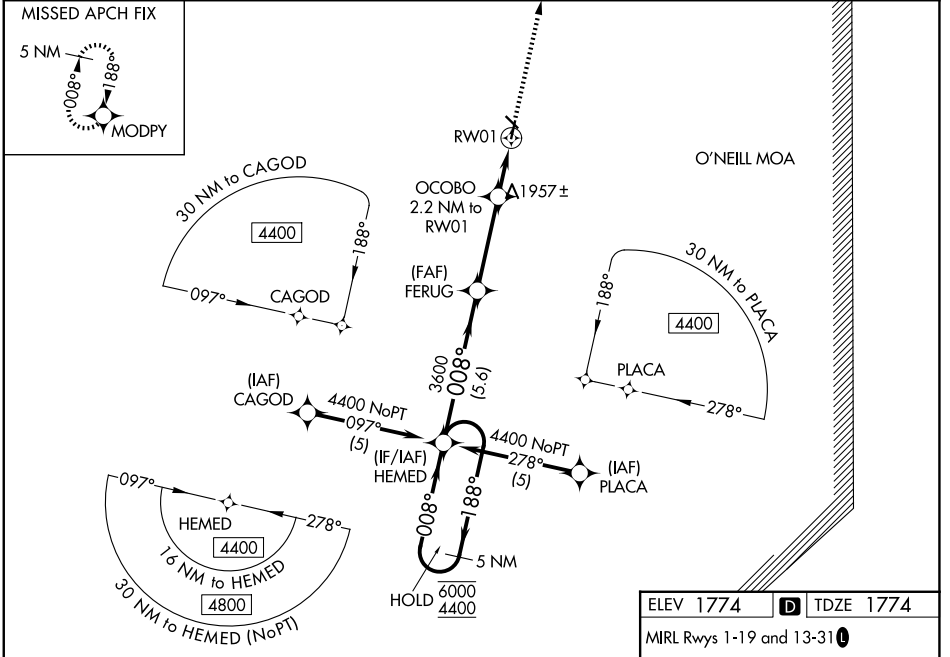 MISSED APCH FIX
5 NM
008°
188°
MODPY
RW01
O'NEILL MOA
OCOBO
2.2 NM to
RW01
1957 ±
30 NM to CAGOD
4400
188°
097°
CAGOD
(FAF)
FERUG
30 NM to PLACA
188°
4400
PLACA
278°
3600
008°
(5.6)
(IAF)
CAGOD
4400 NoPT
097°
(5)
(IF/IAF)
HEMED
4400 NoPT
278°
(5)
(IAF)
PLACA
097°
HEMED
278°
4400
16 NM to HEMED
4800
30 NM to HEMED (NoPT)
008°
188°
5 NM
HOLD
6000
4400
ELEV 1774 D TDZE 1774
MIRL Rwys 1-19 and 13-31 L